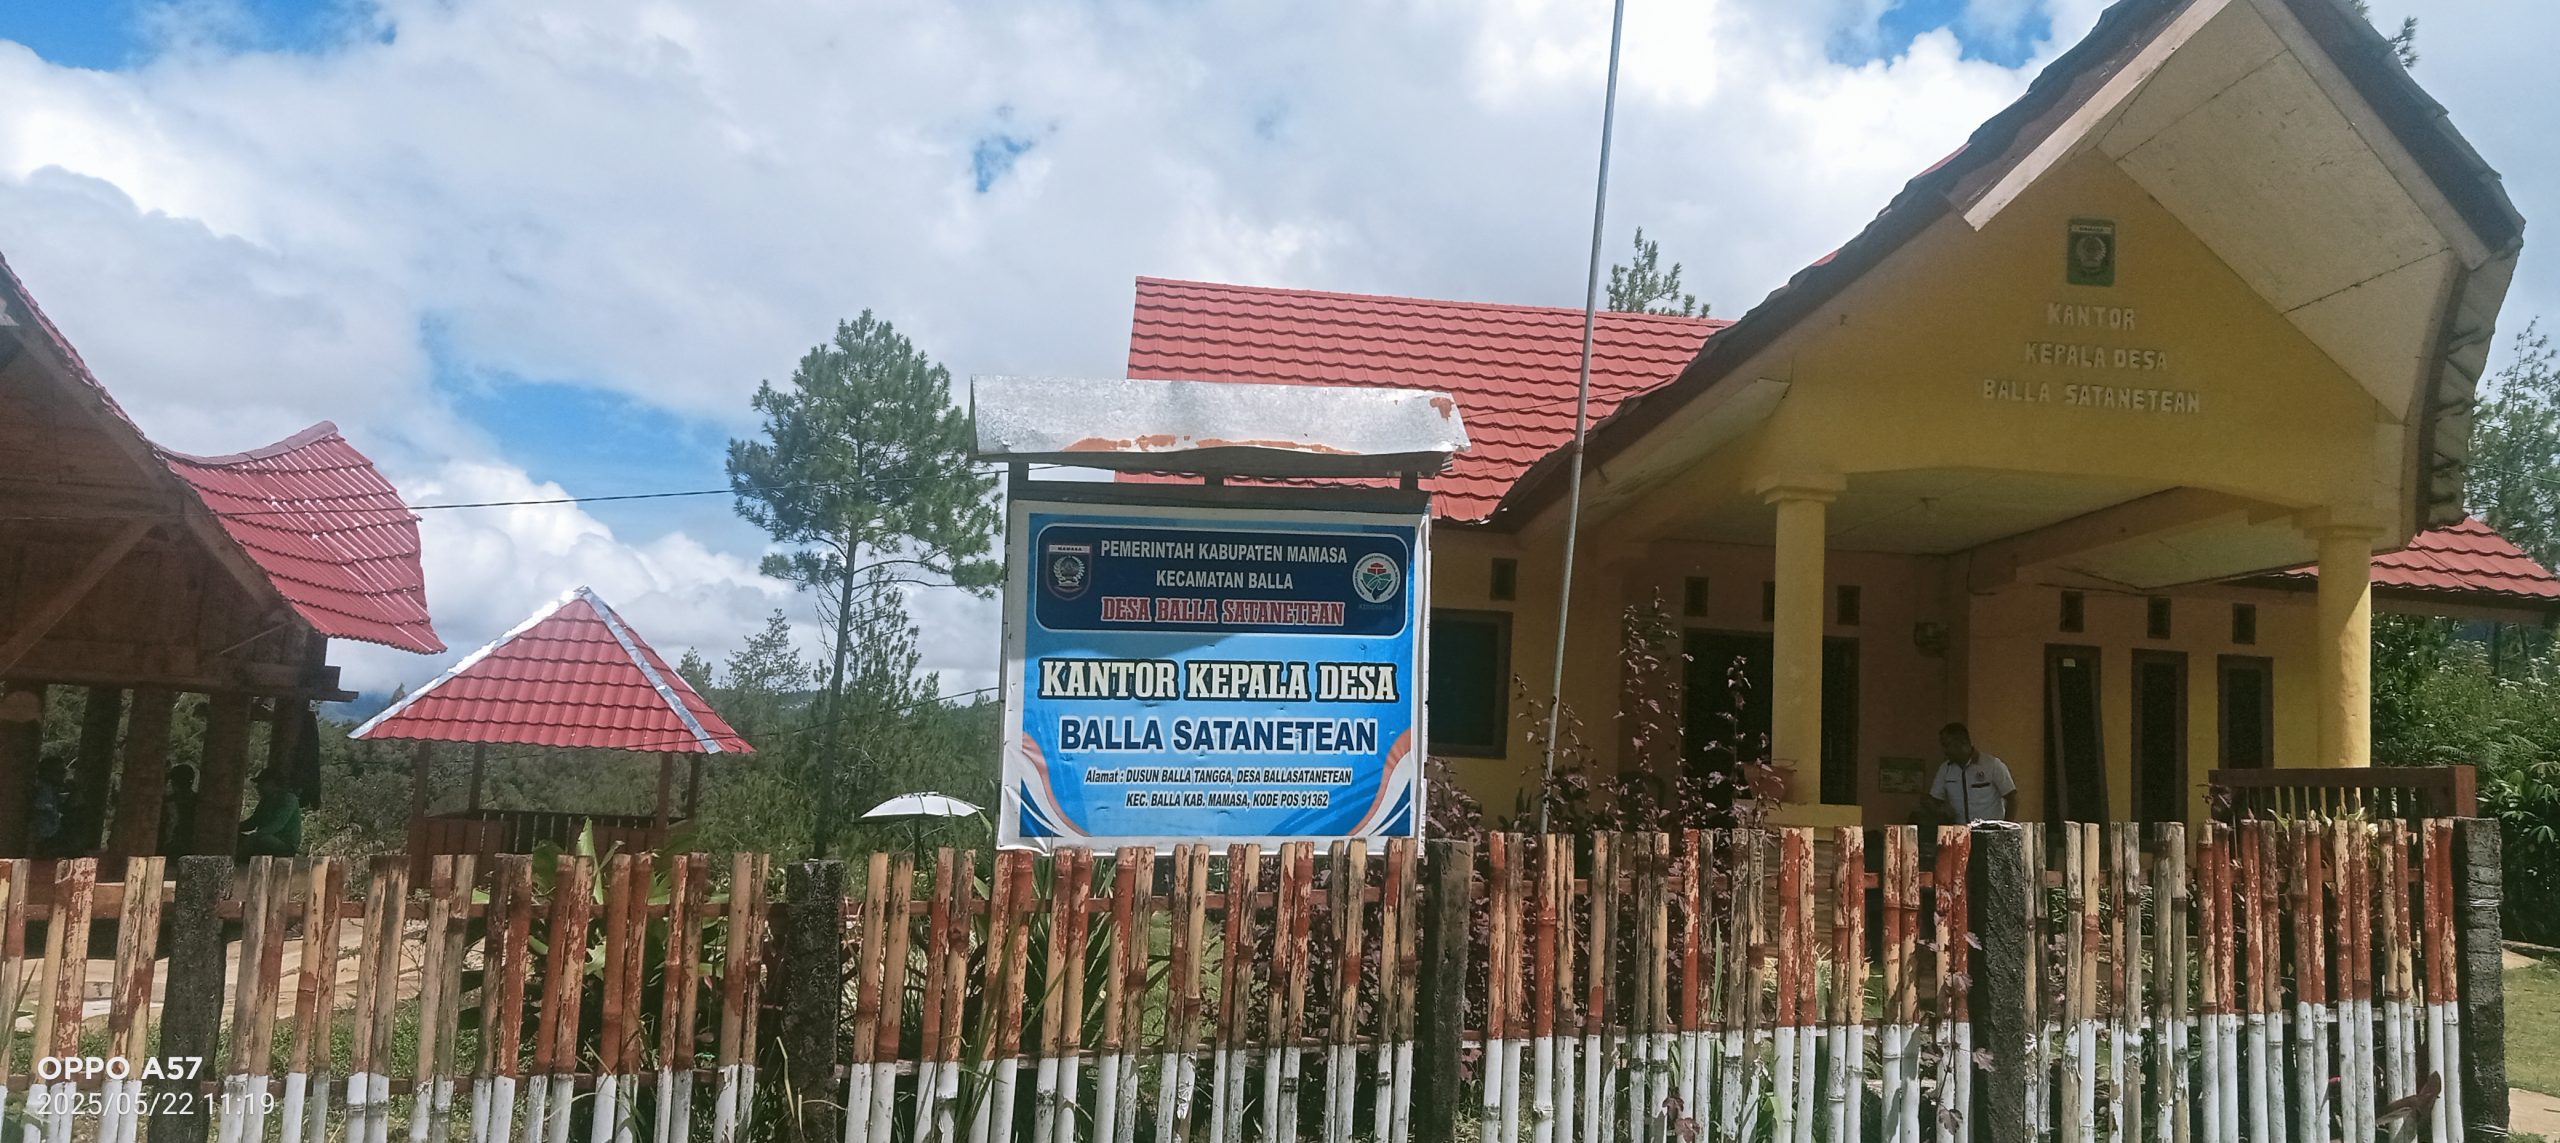 MAMASA
KANTOR
KEPALA DESA
BALLA SATANETEAN
MAMASA
PEMERINTAH KABUPATEN MAMASA
KECAMATAN BALLA
DESA BALLA SATANETEAN
KANTOR KEPALA DESA
BALLA SATANETEAN
Alamat : DUSUN BALLA TANGGA, DESA BALLASATANETEAN
KEC. BALLA KAB. MAMASA, KODE POS 91362
OPPO A57
2025/05/22 11:19